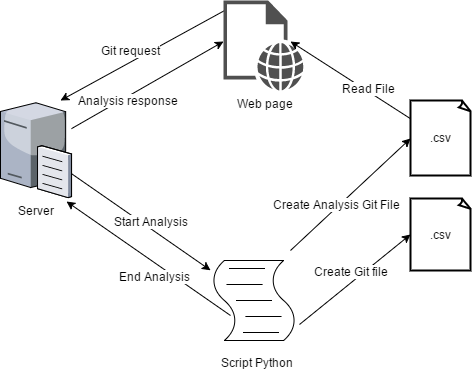 Git request
Analysis response
Web page
Read File
.csv
Server
Create Analysis Git File
Start Analysis
.csv
End Analysis
Create Git file
Script Python